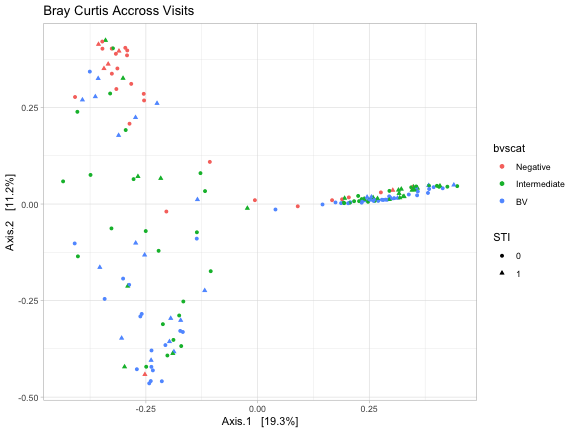 Bray Curtis Accross Visits
0.25
0.00
-0.25
-0.50
Axis.2 [11.2%]
-0.25
0.00
0.25
Axis.1 [19.3%]
bvscat
Negative
Intermediate
BV
STI
0
1